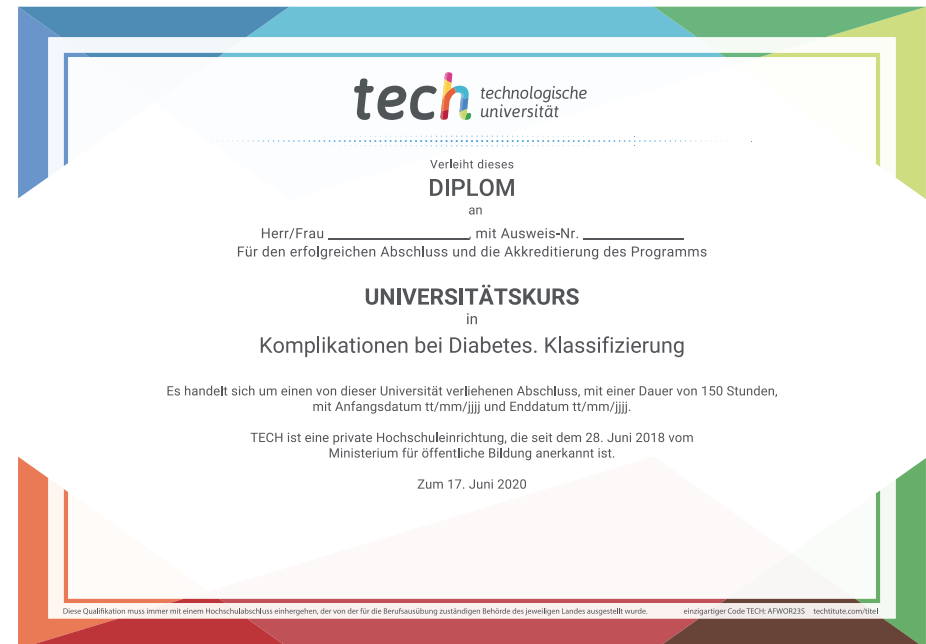 tech technologische
universität
Verleiht dieses
DIPLOM
an
Herr/Frau ____________________, mit Ausweis-Nr. ______________
Für den erfolgreichen Abschluss und die Akkreditierung des Programms
UNIVERSITÄTSKURS
in
Komplikationen bei Diabetes. Klassifizierung
Es handelt sich um einen von dieser Universität verliehenen Abschluss, mit einer Dauer von 150 Stunden,
mit Anfangsdatum tt/mm/jjjj und Enddatum tt/mm/jjjj.
TECH ist eine private Hochschuleinrichtung, die seit dem 28. Juni 2018 vom
Ministerium für öffentliche Bildung anerkannt ist.
Zum 17. Juni 2020
Diese Qualifikation muss immer mit einem Hochschulabschluss einhergehen, der von der für die Berufsausübung zuständigen Behörde des jeweiligen Landes ausgestellt wurde. einzigartiger Code TECH: AFWOR23S techtitute.com/titel